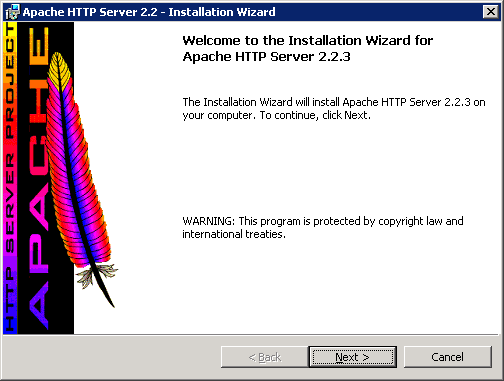 Apache HTTP Server 2.2 - Installation Wizard
HTTP SERVER PROJECT
APACHE
Welcome to the Installation Wizard for
Apache HTTP Server 2.2.3
The Installation Wizard will install Apache HTTP Server 2.2.3 on
your computer. To continue, click Next.
WARNING: This program is protected by copyright law and
international treaties.
< Back
Next >
Cancel